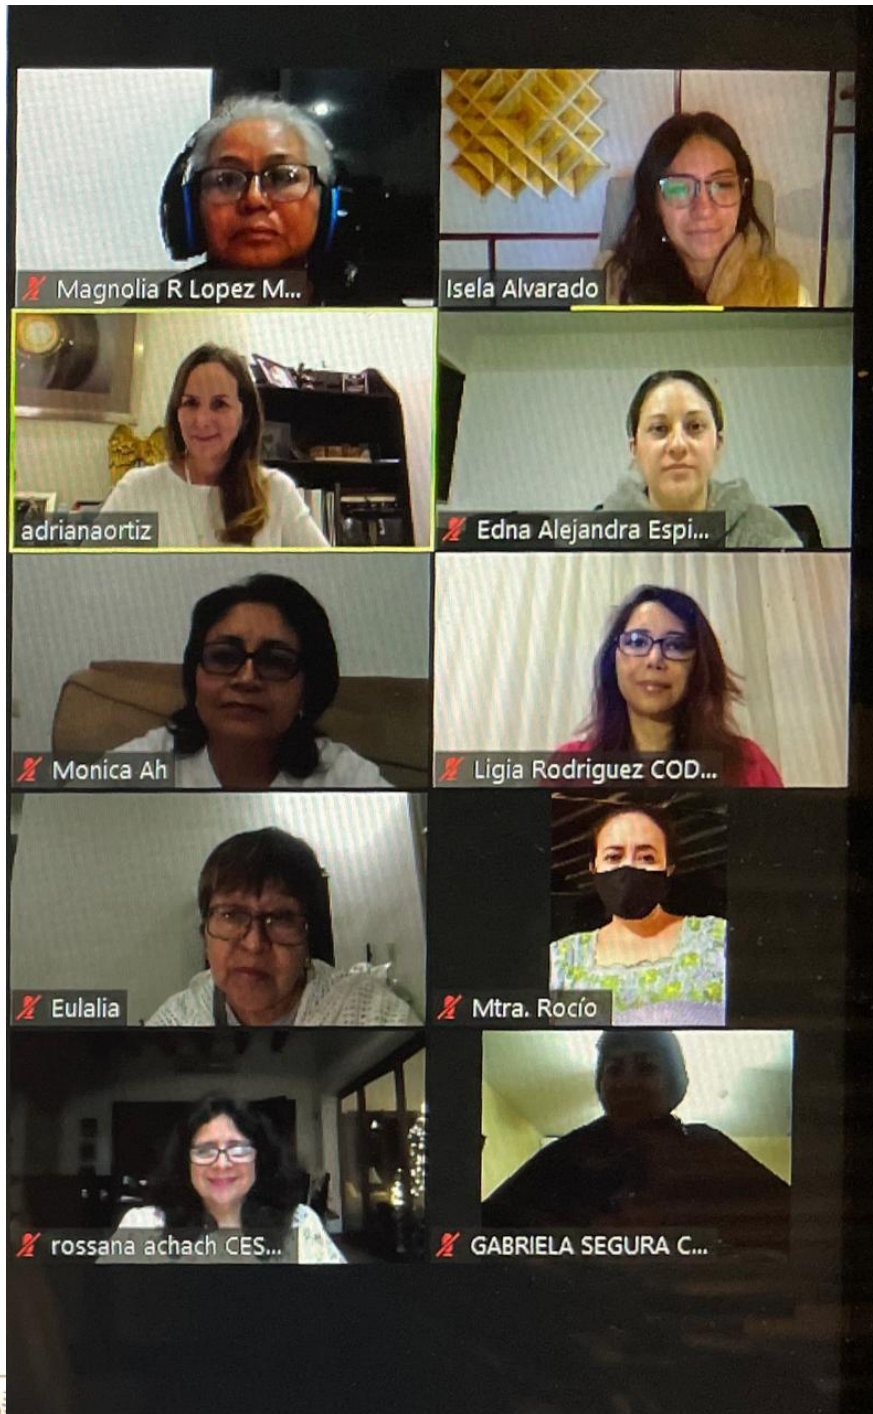 Magnolia R Lopez M...
Isela Alvarado
adrianaortiz
Edna Alejandra Espi...
Monica Ah
Ligia Rodriguez COD...
Eulalia
Mtra. Rocío
rossana achach CES...
GABRIELA SEGURA C...